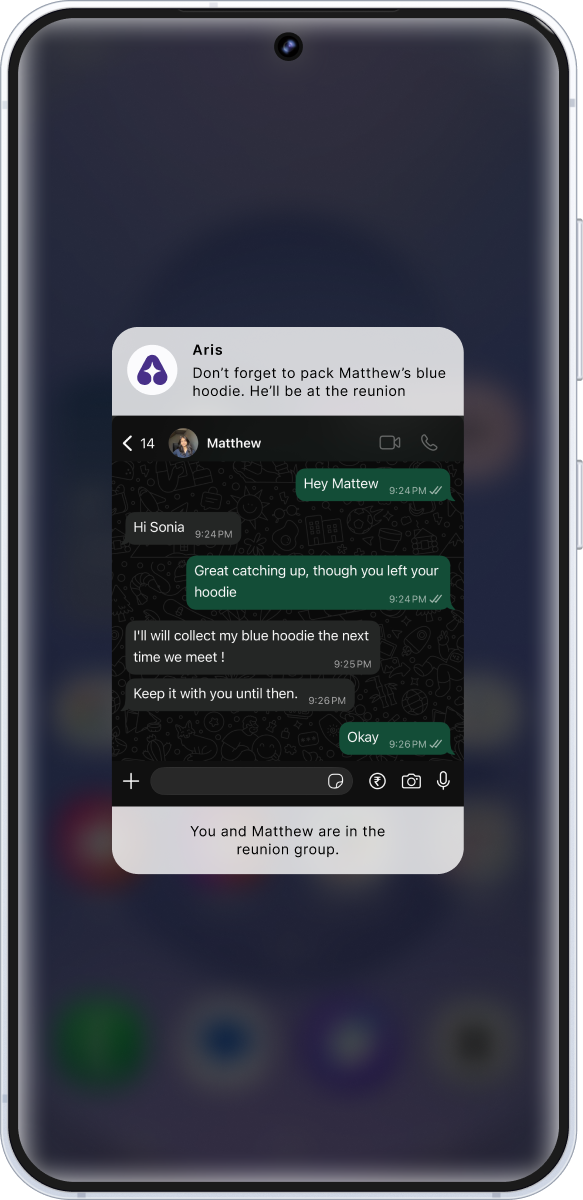 Aris
Don’t forget to pack Matthew’s blue
hoodie. He’ll be at the reunion
14 Matthew
Hey Mattew 9:24 PM
Hi Sonia 9:24 PM
Great catching up, though you left your
hoodie 9:24 PM
I'll will collect my blue hoodie the next
time we meet ! 9:25 PM
Keep it with you until then. 9:26 PM
Okay 9:26 PM
₹
You and Matthew are in the
reunion group.